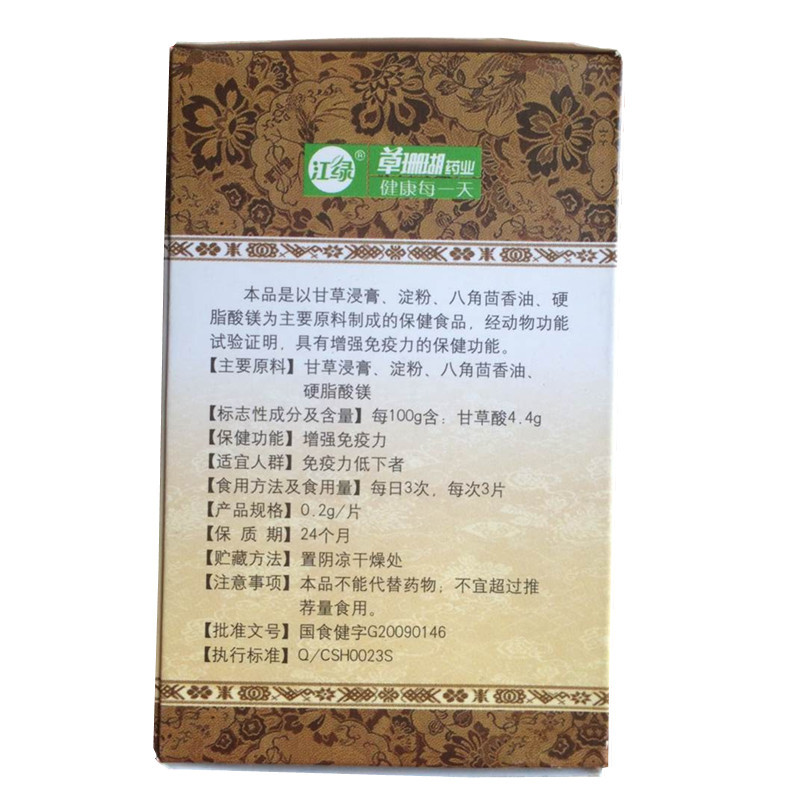 江绿®
草珊瑚药业
健康每一天
本品是以甘草浸膏、淀粉、八角茴香油、硬
脂酸镁为主要原料制成的保健食品，经动物功能
试验证明，具有增强免疫力的保健功能。
【主要原料】甘草浸膏、淀粉、八角茴香油、
硬脂酸镁
【标志性成分及含量】每100g含：甘草酸4.4g
【保健功能】增强免疫力
【适宜人群】免疫力低下者
【食用方法及食用量】每日3次，每次3片
【产品规格】0.2g/片
【保 质 期】24个月
【贮藏方法】置阴凉干燥处
【注意事项】本品不能代替药物；不宜超过推
荐量食用。
【批准文号】国食健字G20090146
【执行标准】Q/CSH0023S